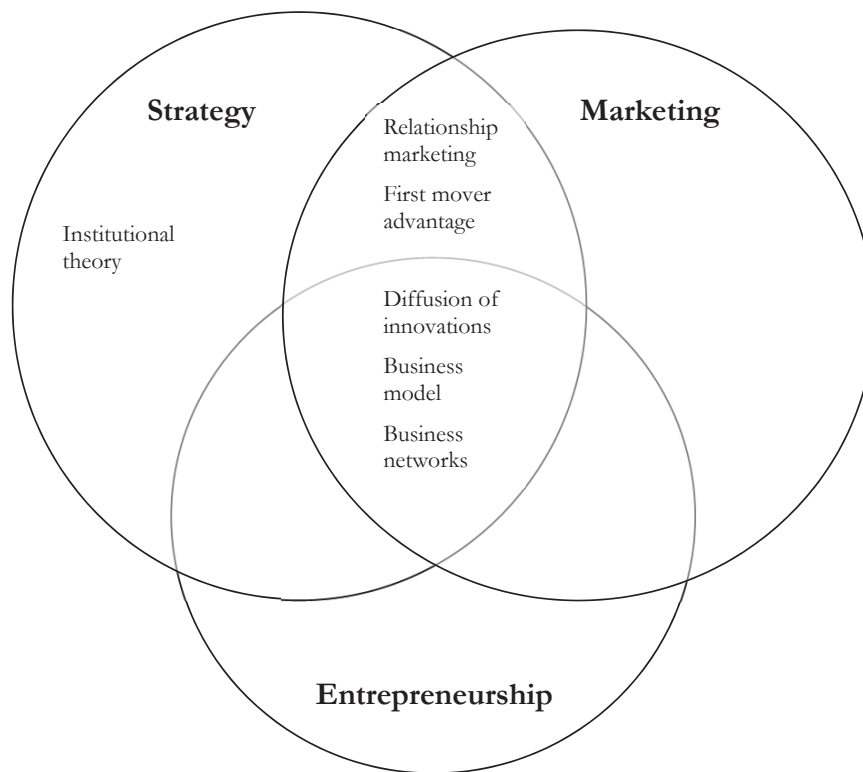 Strategy
Marketing
Relationship
marketing
First mover
advantage
Institutional
theory
Diffusion of
innovations
Business
model
Business
networks
Entrepreneurship